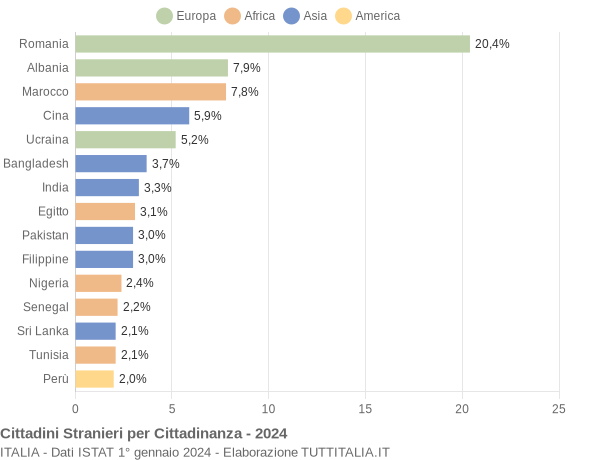 Europa Africa Asia America
Romania 20,4%
Albania 7,9%
Marocco 7,8%
Cina 5,9%
Ucraina 5,2%
Bangladesh 3,7%
India 3,3%
Egitto 3,1%
Pakistan 3,0%
Filippine 3,0%
Nigeria 2,4%
Senegal 2,2%
Sri Lanka 2,1%
Tunisia 2,1%
Perù 2,0%
0 5 10 15 20 25
Cittadini Stranieri per Cittadinanza - 2024
ITALIA - Dati ISTAT 1° gennaio 2024 - Elaborazione TUTTITALIA.IT